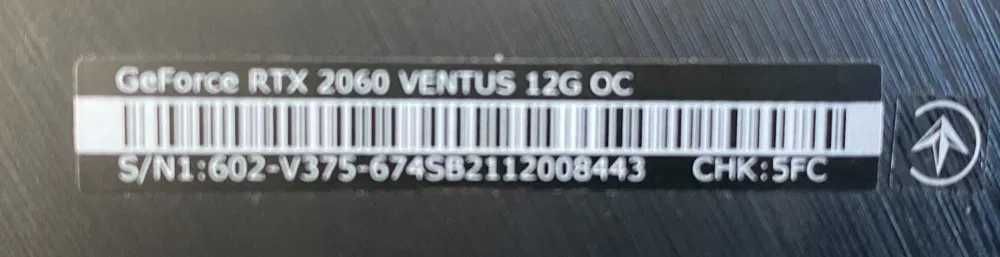 GeForce RTX 2060 VENTUS 12G OC
S/N1:602-V375-674SB2112008443 CHK:5FC